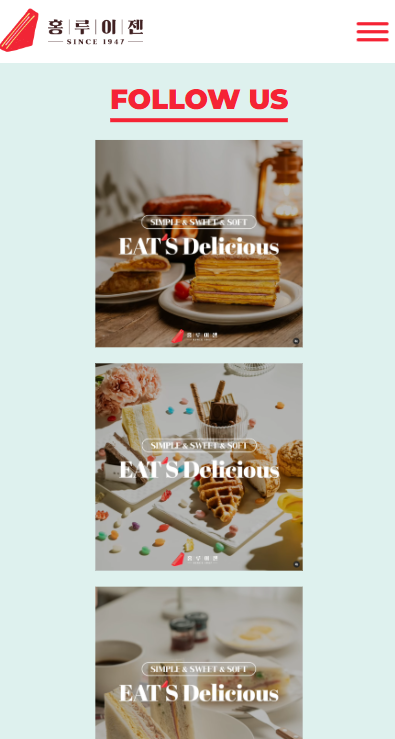 홍루이젠
SINCE 1947
FOLLOW US
SIMPLE & SWEET & SOFT
EAT'S Delicious
홍루이젠
SIMPLE & SWEET & SOFT
EAT'S Delicious
홍루이젠
SIMPLE & SWEET & SOFT
EAT'S Delicious